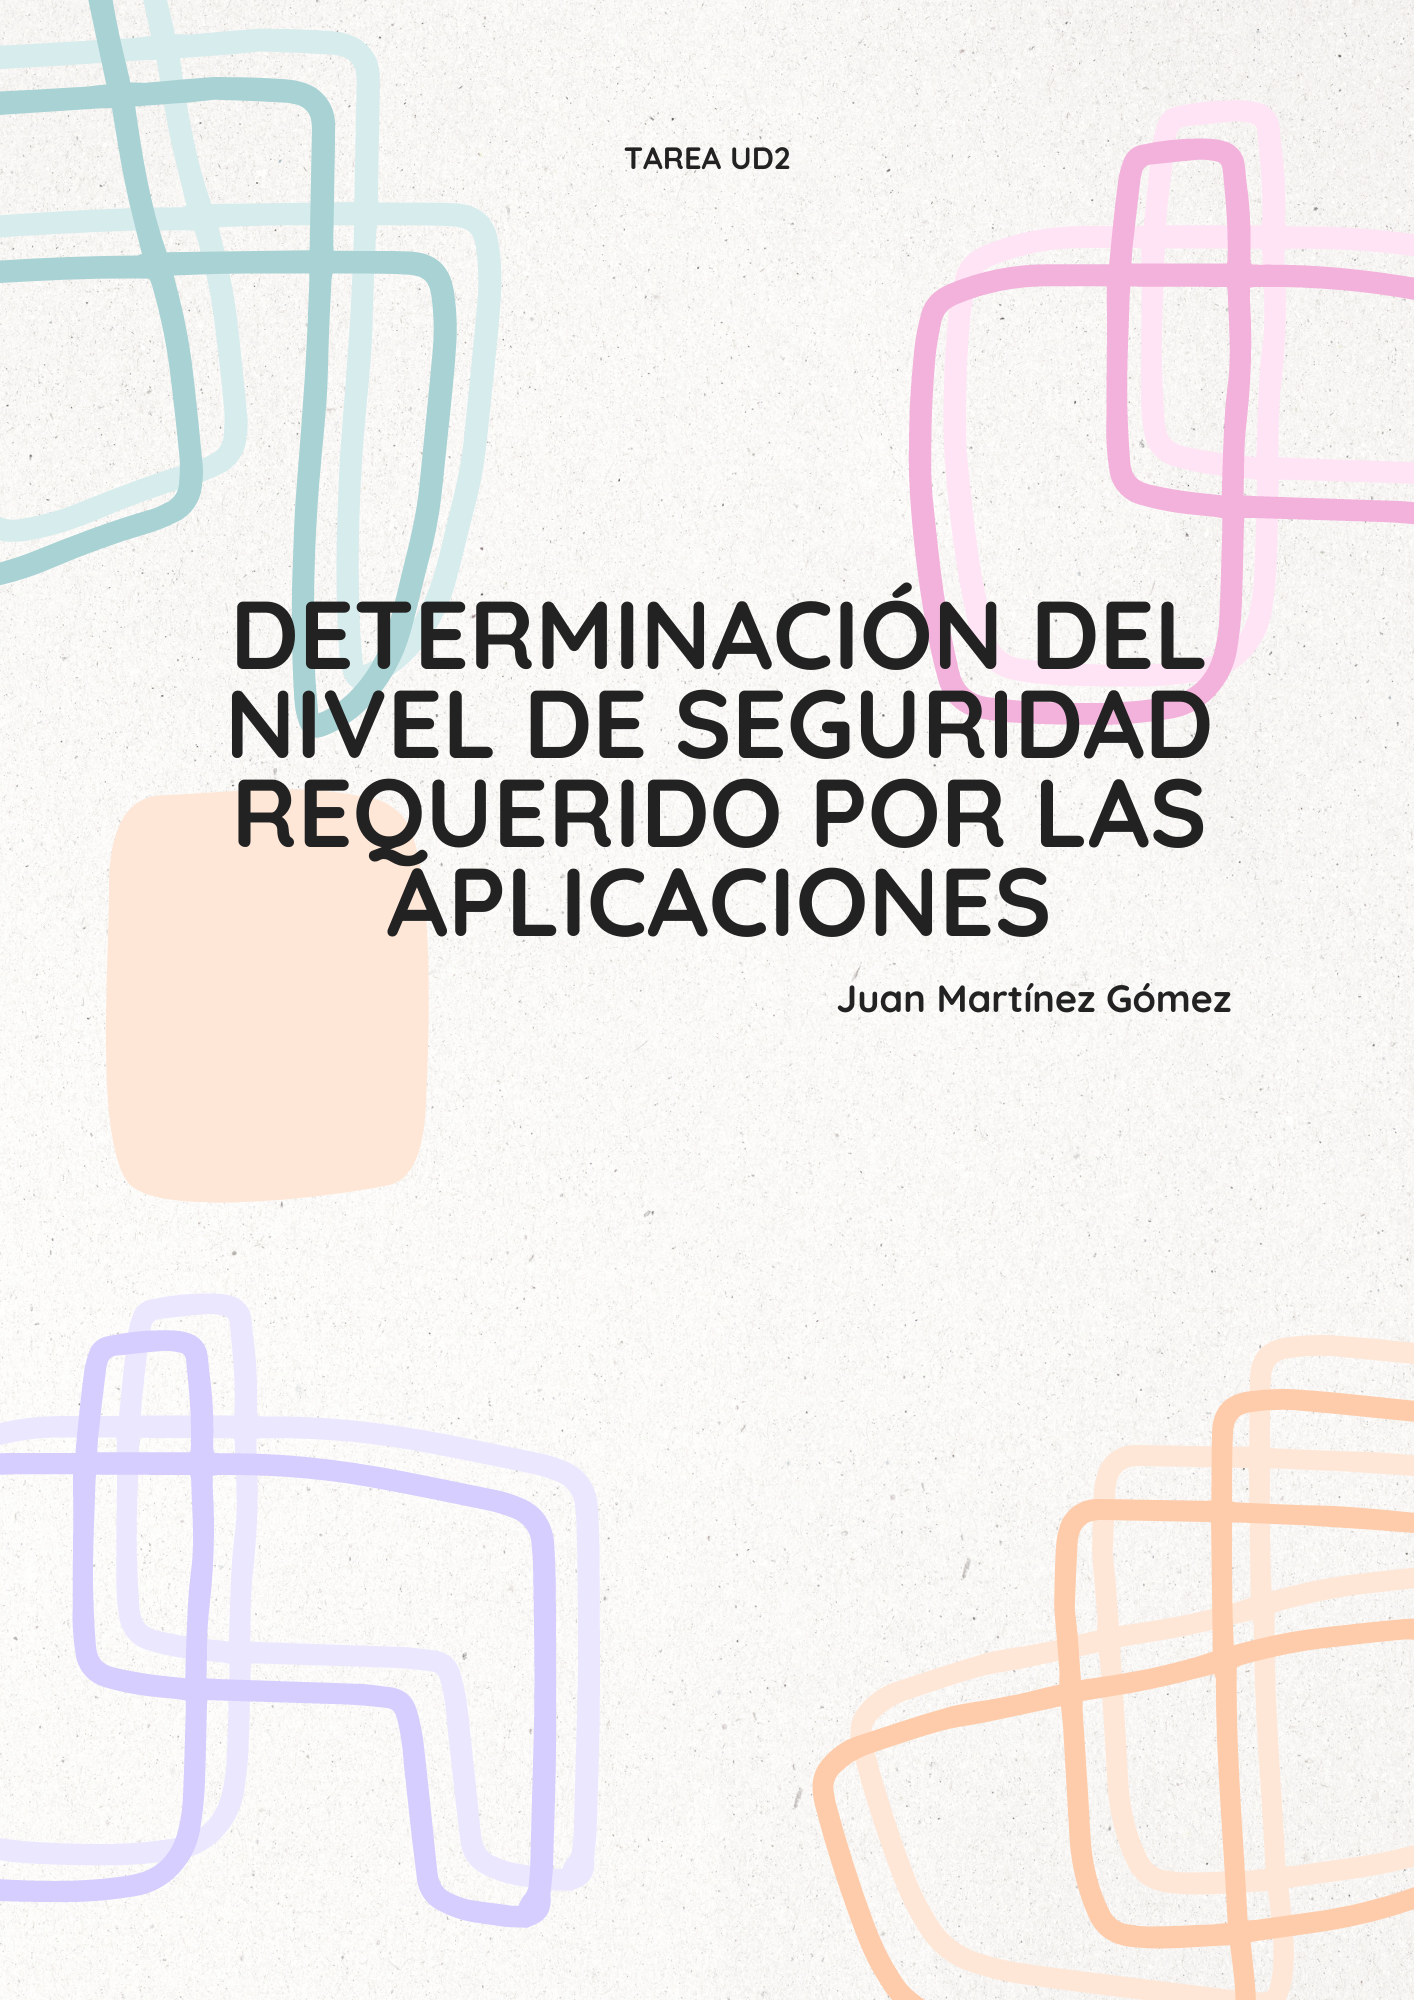 TAREA UD2
DETERMINACIÓN DEL
NIVEL DE SEGURIDAD
REQUERIDO POR LAS
APLICACIONES
Juan Martínez Gómez